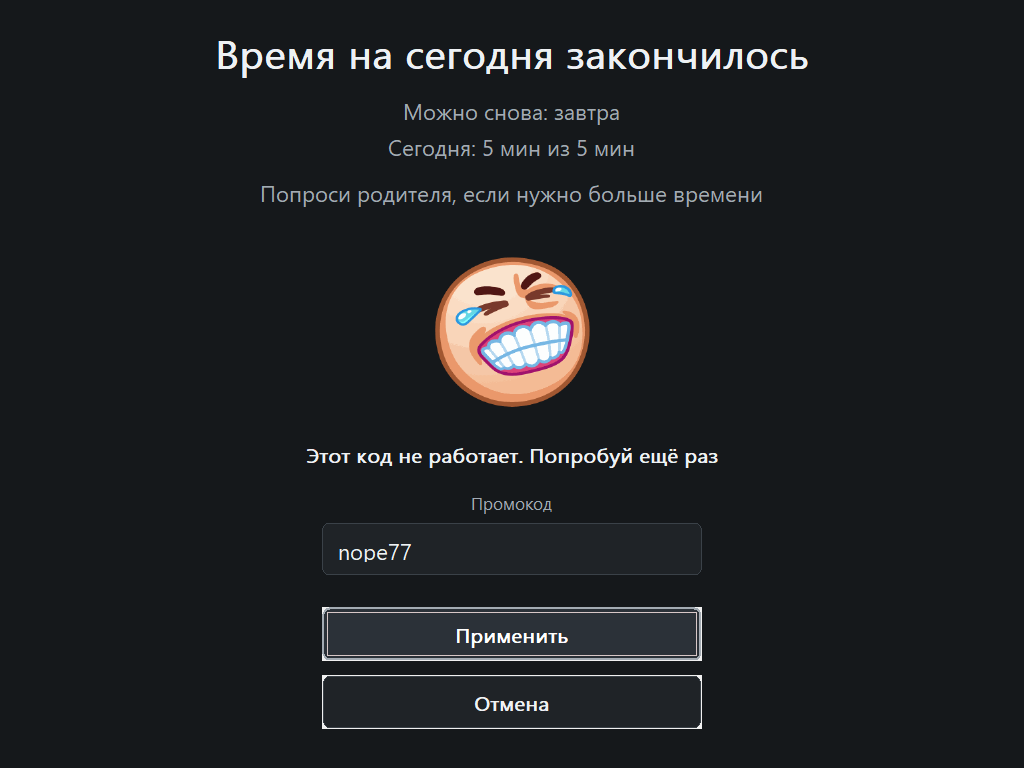 Время на сегодня закончилось
Можно снова: завтра
Сегодня: 5 мин из 5 мин
Попроси родителя, если нужно больше времени
Этот код не работает. Попробуй ещё раз
Промокод
nope77
Применить
Отмена